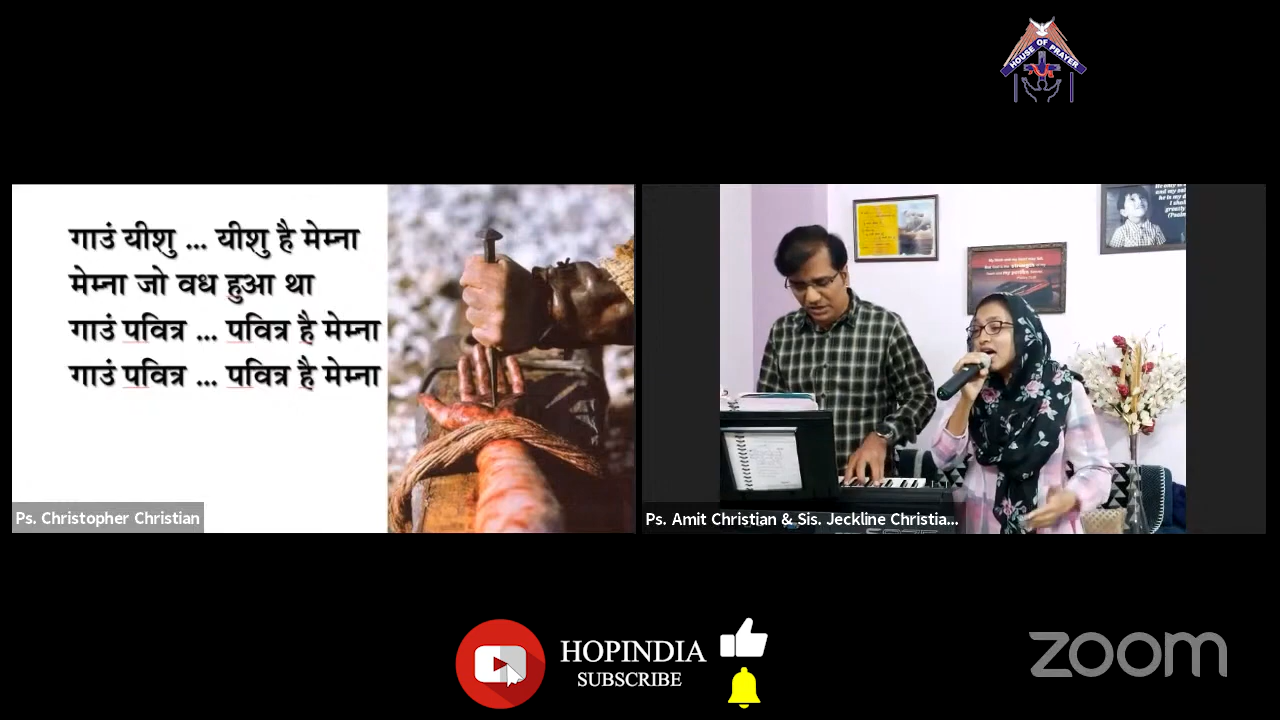 HOUSE OF PRAYER
गाउं यीशु ... यीशु है मेम्ना
मेम्ना जो वध हुआ था
गाउं पवित्र ... पवित्र है मेम्ना
गाउं पवित्र ... पवित्र है मेम्ना
Ps. Christopher Christian
strength
Ps. Amit Christian & Sis. Jeckline Christia...
HOPINDIA
SUBSCRIBE
zoom